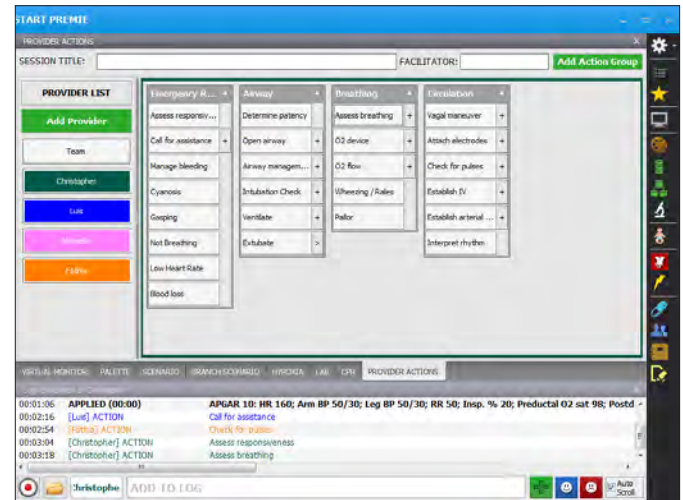 START PREMIE
PROVIDER ACTIONS
SESSION TITLE:
FACILITATOR:
Add Action Group
PROVIDER LIST
Add Provider
Team
Christopher
Luis
Fatina
Emergency R...
Assess responsiv...
Call for assistance +
Manage bleeding
Cyanosis
Gasping
Not Breathing
Low Heart Rate
Blood loss
Airway
Determine patency
Open airway +
Airway managem... +
Intubation Check +
Ventilate +
Extubate >
Breathing
Assess breathing +
O2 device +
O2 flow +
Wheezing / Rales
Pallor
Circulation
Vagal maneuver +
Attach electrodes +
Check for pulses +
Establish IV +
Establish arterial ... +
Interpret rhythm
VIRTUAL MONITOR PALETTE SCENARIO BRANCH SCENARIO HYPOXIA LAB CPR PROVIDER ACTIONS
00:01:06 APPLIED (00:00) APGAR 10: HR 160; Arm BP 50/30; Leg BP 50/30; RR 50; Insp. % 20; Preductal O2 sat 98; Postd
00:02:16 [Luis] ACTION Call for assistance
00:02:54 [Fatina] ACTION Check for pulses
00:03:04 [Christopher] ACTION Assess responsiveness
00:03:18 [Christopher] ACTION Assess breathing
Christophe ADD TO LOG
Auto
Scroll